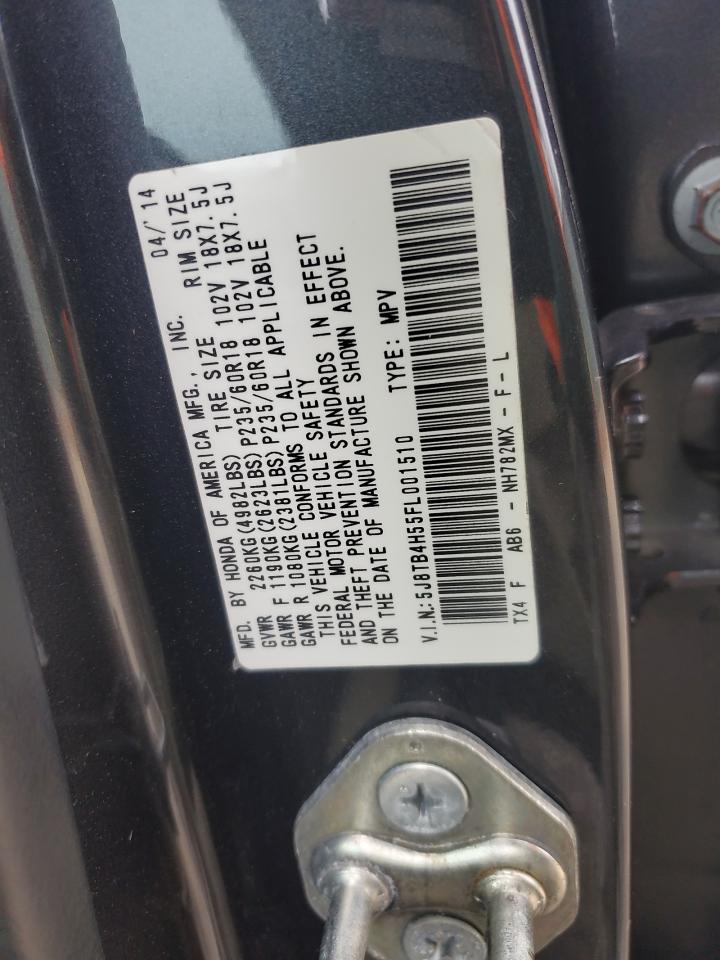 MFD. BY HONDA OF AMERICA MFG., INC. 04/'14
GVWR 2260KG(4982LBS) TIRE SIZE RIM SIZE
GAWR F 1190KG(2623LBS)P235/60R18 102V 18X7.5J
GAWR R 1080KG(2381LBS)P235/60R18 102V 18X7.5J
THIS VEHICLE CONFORMS TO ALL APPLICABLE
FEDERAL MOTOR VEHICLE SAFETY
AND THEFT PREVENTION STANDARDS IN EFFECT
ON THE DATE OF MANUFACTURE SHOWN ABOVE.
V.I.N.: 5J8TB4H55FL001510 TYPE: MPV
TX4 F AB6 - NH782MX - F - L